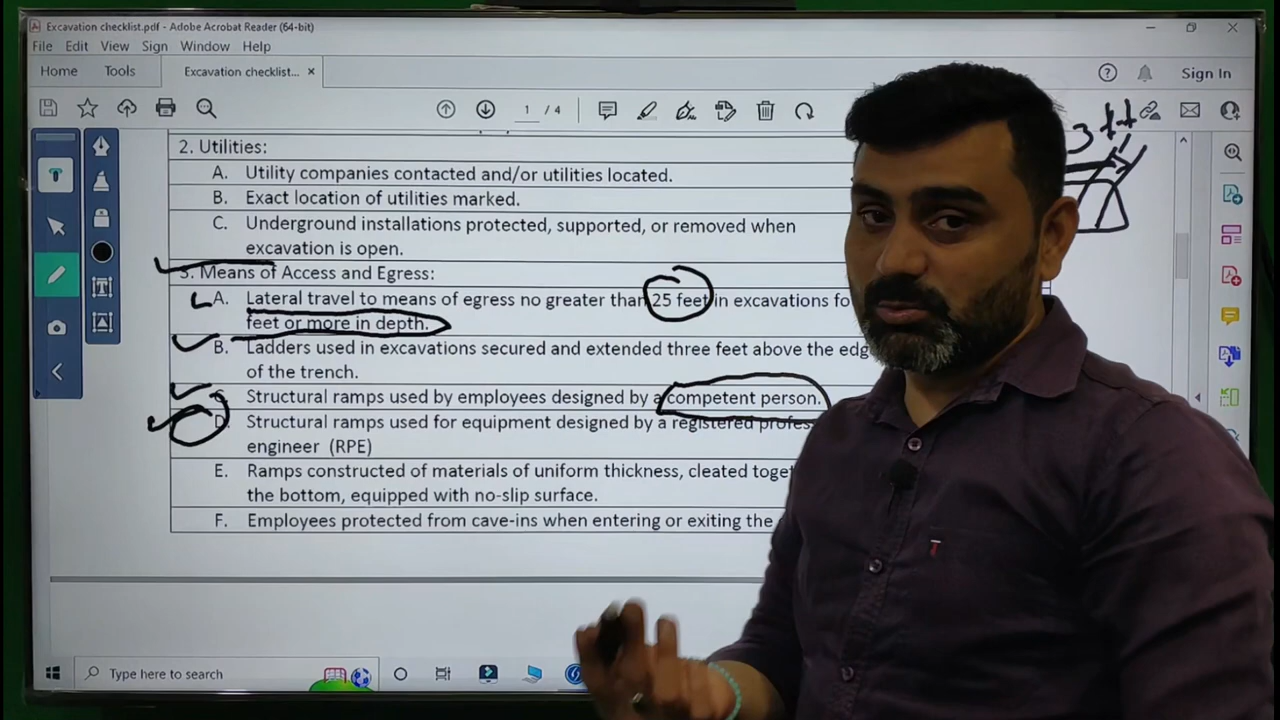 Excavation checklist.pdf - Adobe Acrobat Reader (64-bit)
File Edit View Sign Window Help
Home Tools Excavation checklist... × Sign In
1 / 4
3 ft
2. Utilities:
A. Utility companies contacted and/or utilities located.
B. Exact location of utilities marked.
C. Underground installations protected, supported, or removed when
excavation is open.
3. Means of Access and Egress:
A. Lateral travel to means of egress no greater than 25 feet in excavations
feet or more in depth.
B. Ladders used in excavations secured and extended three feet above the
of the trench.
Structural ramps used by employees designed by a competent person.
D. Structural ramps used for equipment designed by a registered
engineer (RPE)
E. Ramps constructed of materials of uniform thickness, cleated
the bottom, equipped with no-slip surface.
F. Employees protected from cave-ins when entering or exiting the
Type here to search